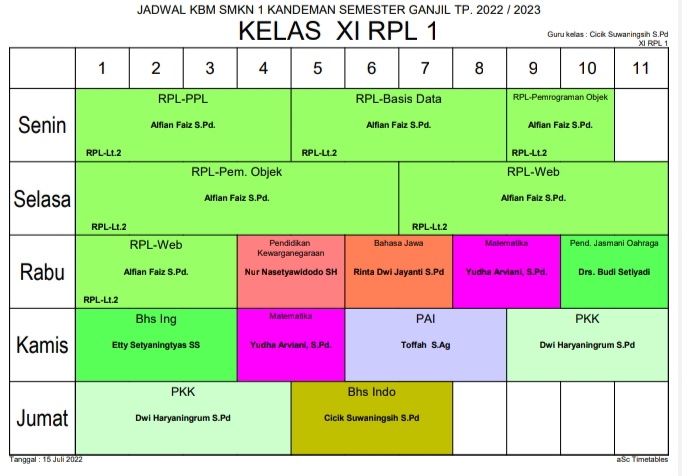 JADWAL KBM SMKN 1 KANDEMAN SEMESTER GANJIL TP. 2022 / 2023
KELAS XI RPL 1
Guru kelas : Cicik Suwaningsih S.Pd
XI RPL 1
1 2 3 4 5 6 7 8 9 10 11
Senin
RPL-PPL
Alfian Faiz S.Pd.
RPL-Lt.2
RPL-Basis Data
Alfian Faiz S.Pd.
RPL-Lt.2
RPL-Pemrograman Objek
Alfian Faiz S.Pd.
RPL-Lt.2
Selasa
RPL-Pem. Objek
Alfian Faiz S.Pd.
RPL-Lt.2
RPL-Web
Alfian Faiz S.Pd.
RPL-Lt.2
Rabu
RPL-Web
Alfian Faiz S.Pd.
RPL-Lt.2
Pendidikan
Kewarganegaraan
Nur Nasetyawidodo SH
Bahasa Jawa
Rinta Dwi Jayanti S.Pd
Matematika
Yudha Arviani, S.Pd.
Pend. Jasmani Olahraga
Drs. Budi Setiyadi
Kamis
Bhs Ing
Etty Setyaningtyas SS
Matematika
Yudha Arviani, S.Pd.
PAI
Toffah S.Ag
PKK
Dwi Haryaningrum S.Pd
Jumat
PKK
Dwi Haryaningrum S.Pd
Bhs Indo
Cicik Suwaningsih S.Pd
Tanggal : 15 Juli 2022
aSc Timetables